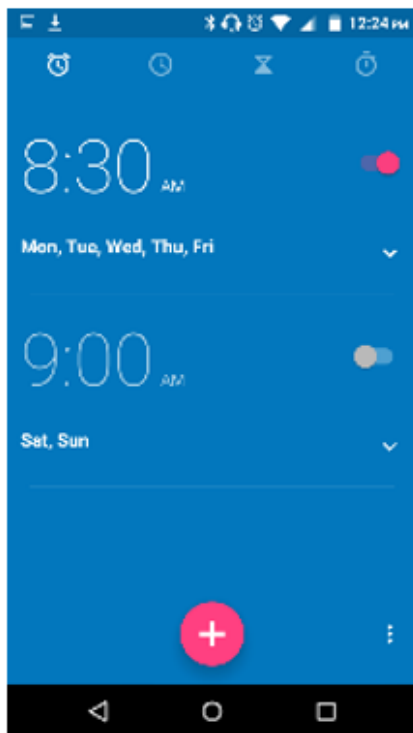 12:24 PM
8:30 AM
Mon, Tue, Wed, Thu, Fri
9:00 AM
Sat, Sun